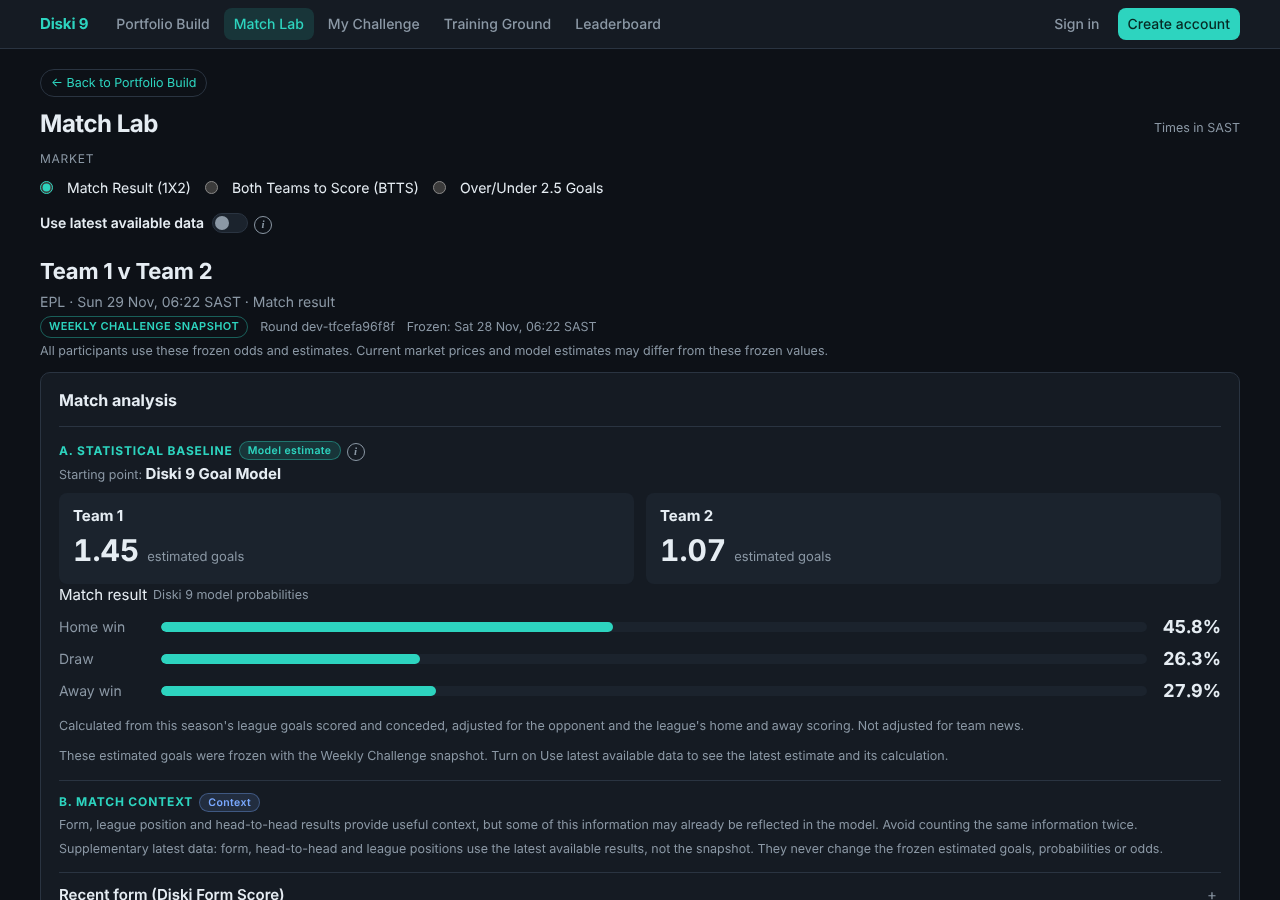 Diski 9 Portfolio Build Match Lab My Challenge Training Ground Leaderboard Sign in Create account
← Back to Portfolio Build
Match Lab
Times in SAST
MARKET
Match Result (1X2) Both Teams to Score (BTTS) Over/Under 2.5 Goals
Use latest available data i
Team 1 v Team 2
EPL · Sun 29 Nov, 06:22 SAST · Match result
WEEKLY CHALLENGE SNAPSHOT Round dev-tfcefa96f8f Frozen: Sat 28 Nov, 06:22 SAST
All participants use these frozen odds and estimates. Current market prices and model estimates may differ from these frozen values.
Match analysis
A. STATISTICAL BASELINE Model estimate i
Starting point: Diski 9 Goal Model
Team 1
1.45 estimated goals
Team 2
1.07 estimated goals
Match result Diski 9 model probabilities
Home win 45.8%
Draw 26.3%
Away win 27.9%
Calculated from this season's league goals scored and conceded, adjusted for the opponent and the league's home and away scoring. Not adjusted for team news.
These estimated goals were frozen with the Weekly Challenge snapshot. Turn on Use latest available data to see the latest estimate and its calculation.
B. MATCH CONTEXT Context
Form, league position and head-to-head results provide useful context, but some of this information may already be reflected in the model. Avoid counting the same information twice.
Supplementary latest data: form, head-to-head and league positions use the latest available results, not the snapshot. They never change the frozen estimated goals, probabilities or odds.
Recent form (Diski Form Score) +